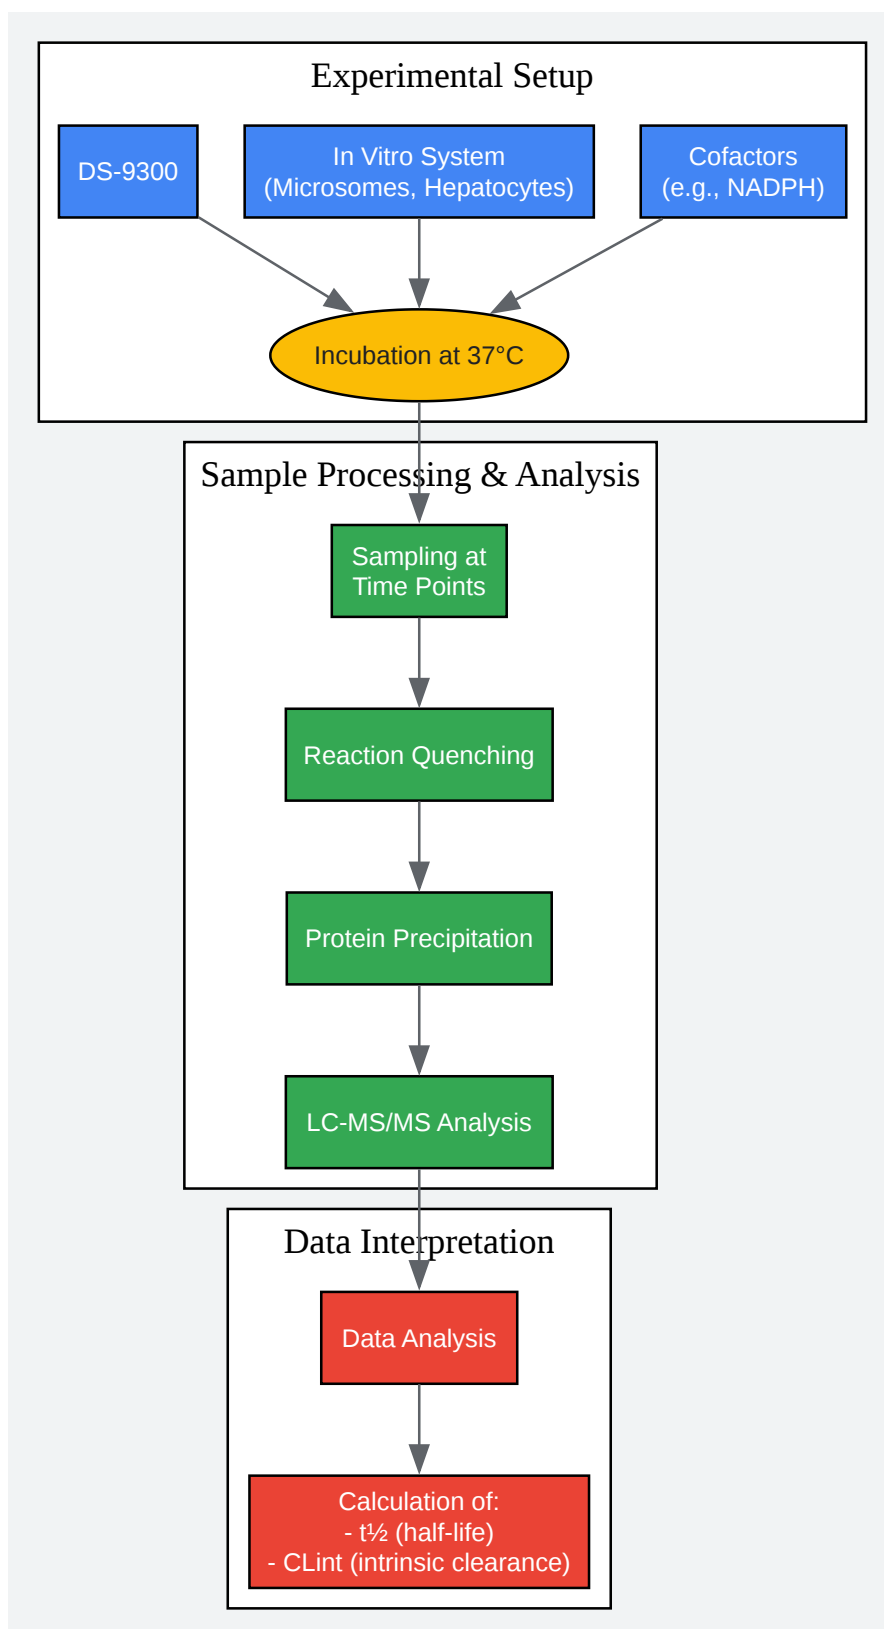 Experimental Setup
DS-9300
In Vitro System
(Microsomes, Hepatocytes)
Cofactors
(e.g., NADPH)
Incubation at 37°C
Sample Processing & Analysis
Sampling at
Time Points
Reaction Quenching
Protein Precipitation
LC-MS/MS Analysis
Data Interpretation
Data Analysis
Calculation of:
- t½ (half-life)
- CLint (intrinsic clearance)